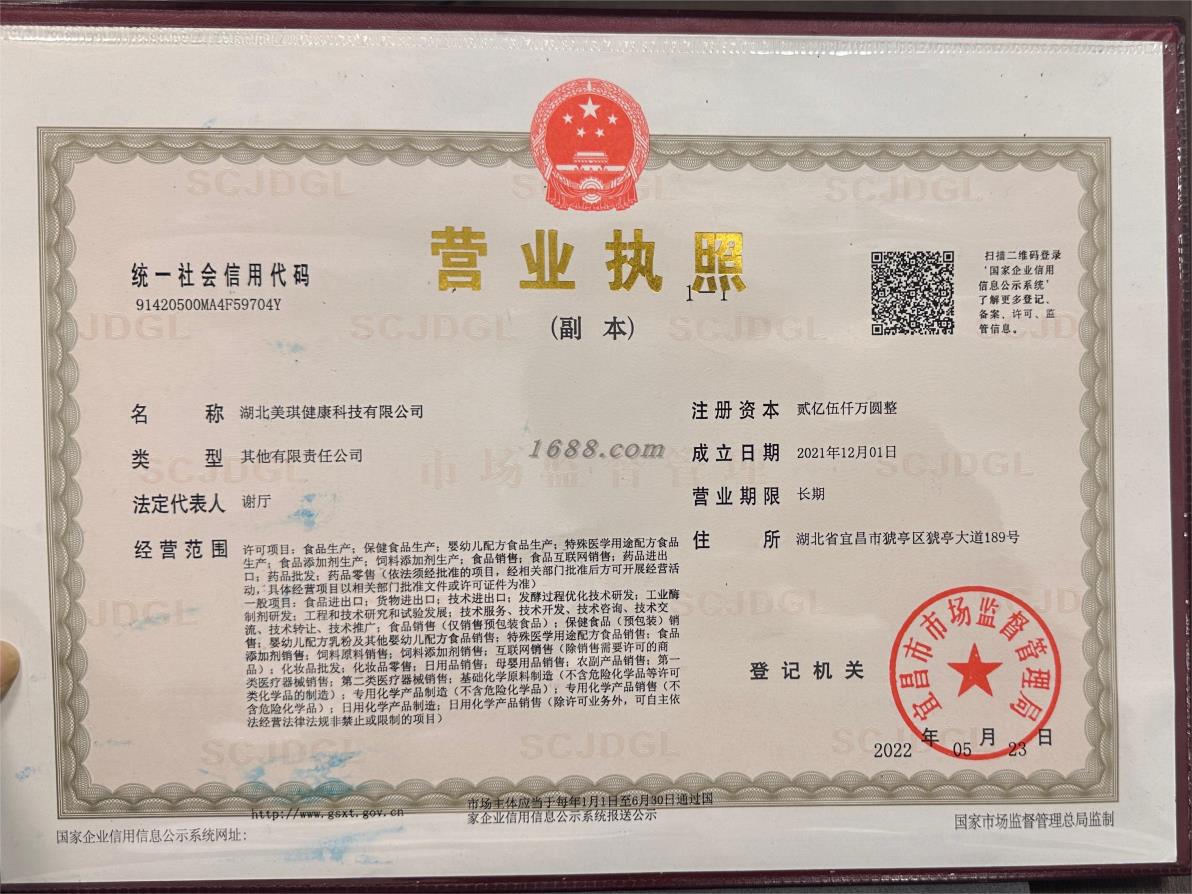 营业执照
1-1
(副 本)
统一社会信用代码
91420500MA4F59704Y
扫描二维码登录
'国家企业信用
信息公示系统'
了解更多登记、
备案、许可、监
管信息。
名 称 湖北美琪健康科技有限公司
类 型 其他有限责任公司
法定代表人 谢厅
经营范围 许可项目：食品生产；保健食品生产；婴幼儿配方食品生产；特殊医学用途配方食品
生产；食品添加剂生产；饲料添加剂生产；食品销售；食品互联网销售；药品进出
口；药品批发；药品零售（依法须经批准的项目，经相关部门批准后方可开展经营活
动，具体经营项目以相关部门批准文件或许可证件为准）
一般项目：食品进出口；货物进出口；技术进出口；发酵过程优化技术研发；工业酶
制剂研发；工程和技术研究和试验发展；技术服务、技术开发、技术咨询、技术交
流、技术转让、技术推广；食品销售（仅销售预包装食品）；保健食品（预包装）销
售；婴幼儿配方乳粉及其他婴幼儿配方食品销售；特殊医学用途配方食品销售；食品
添加剂销售；饲料原料销售；饲料添加剂销售；互联网销售（除销售需要许可的商
品）；化妆品批发；化妆品零售；日用品销售；母婴用品销售；农副产品销售；第一
类医疗器械销售；第二类医疗器械销售；基础化学原料制造（不含危险化学品等许可
类化学品的制造）；专用化学产品制造（不含危险化学品）；专用化学产品销售（不
含危险化学品）；日用化学产品制造；日用化学产品销售（除许可业务外，可自主依
法经营法律法规非禁止或限制的项目）
注册资本 贰亿伍仟万圆整
成立日期 2021年12月01日
营业期限 长期
住 所 湖北省宜昌市猇亭区猇亭大道189号
1688.com
市场监督管理
登记机关
宜昌市市场监督管理局
2022 年 05 月 23 日
SCJDGL
SCJDGL
SCJDGL
JDGL
SCJDGL
SCJDGL
SCJD
SCJDGL
SCJDGL
JDGL
SCJDGL
SCJDGL
SCJDGL
SCJDGL
http://www.gsxt.gov.cn
国家企业信用信息公示系统网址：
市场主体应当于每年1月1日至6月30日通过国
家企业信用信息公示系统报送公示
国家市场监督管理总局监制